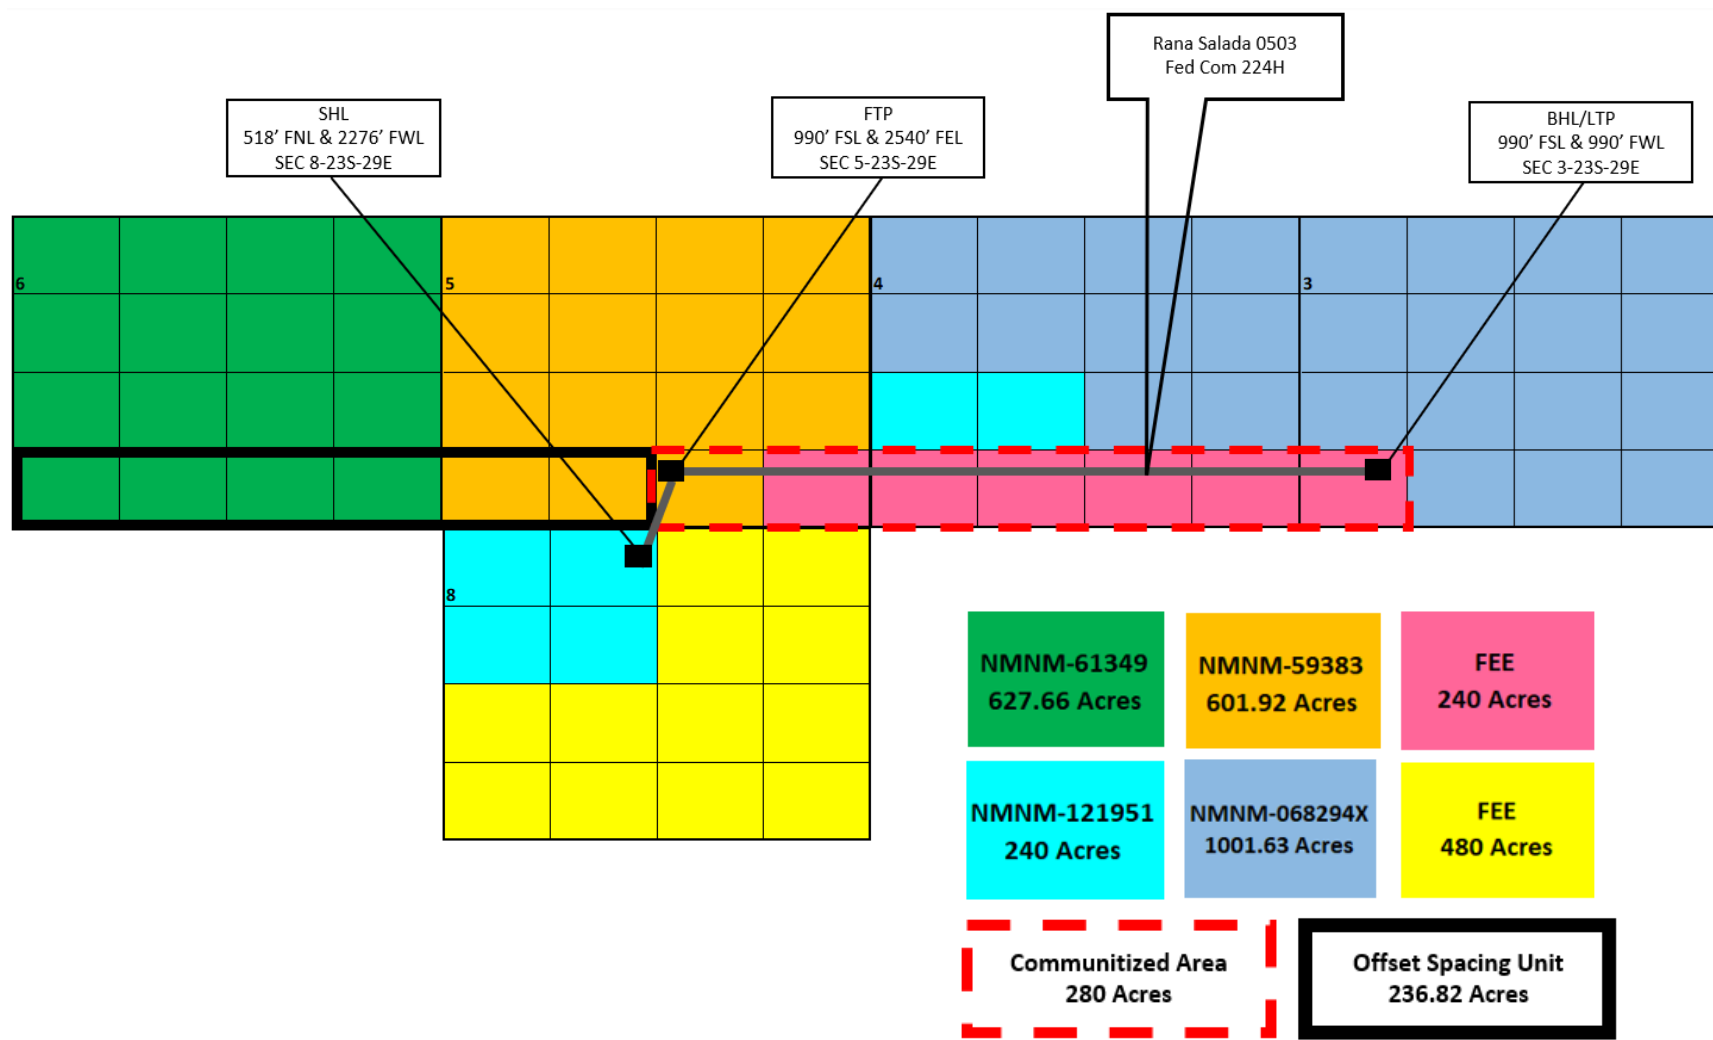 Rana Salada 0503
Fed Com 224H
SHL
518' FNL & 2276' FWL
SEC 8-23S-29E
FTP
990' FSL & 2540' FEL
SEC 5-23S-29E
BHL/LTP
990' FSL & 990' FWL
SEC 3-23S-29E
6
5
4
3
8
NMNM-61349
627.66 Acres
NMNM-59383
601.92 Acres
FEE
240 Acres
NMNM-121951
240 Acres
NMNM-068294X
1001.63 Acres
FEE
480 Acres
Communitized Area
280 Acres
Offset Spacing Unit
236.82 Acres